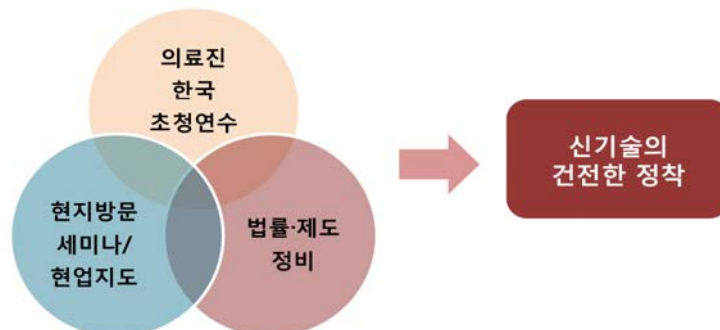 의료진
한국
초청연수
현지방문
세미나/
현업지도
법률·제도
정비
신기술의
건전한 정착